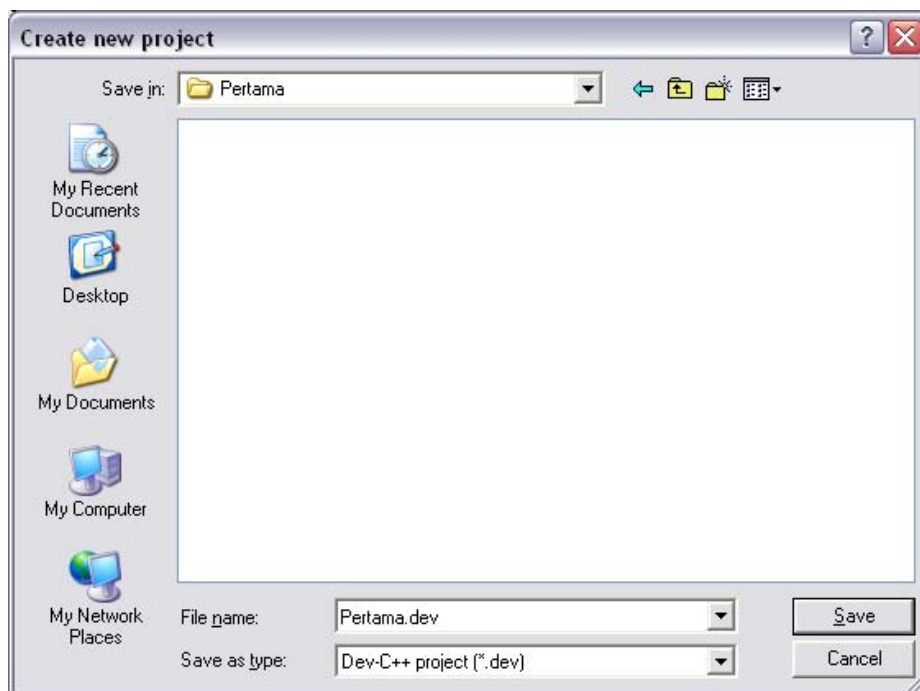 Create new project
Save in:
Pertama
My Recent
Documents
Desktop
My Documents
My Computer
My Network
Places
File name:
Pertama.dev
Save
Save as type:
Dev-C++ project (*.dev)
Cancel